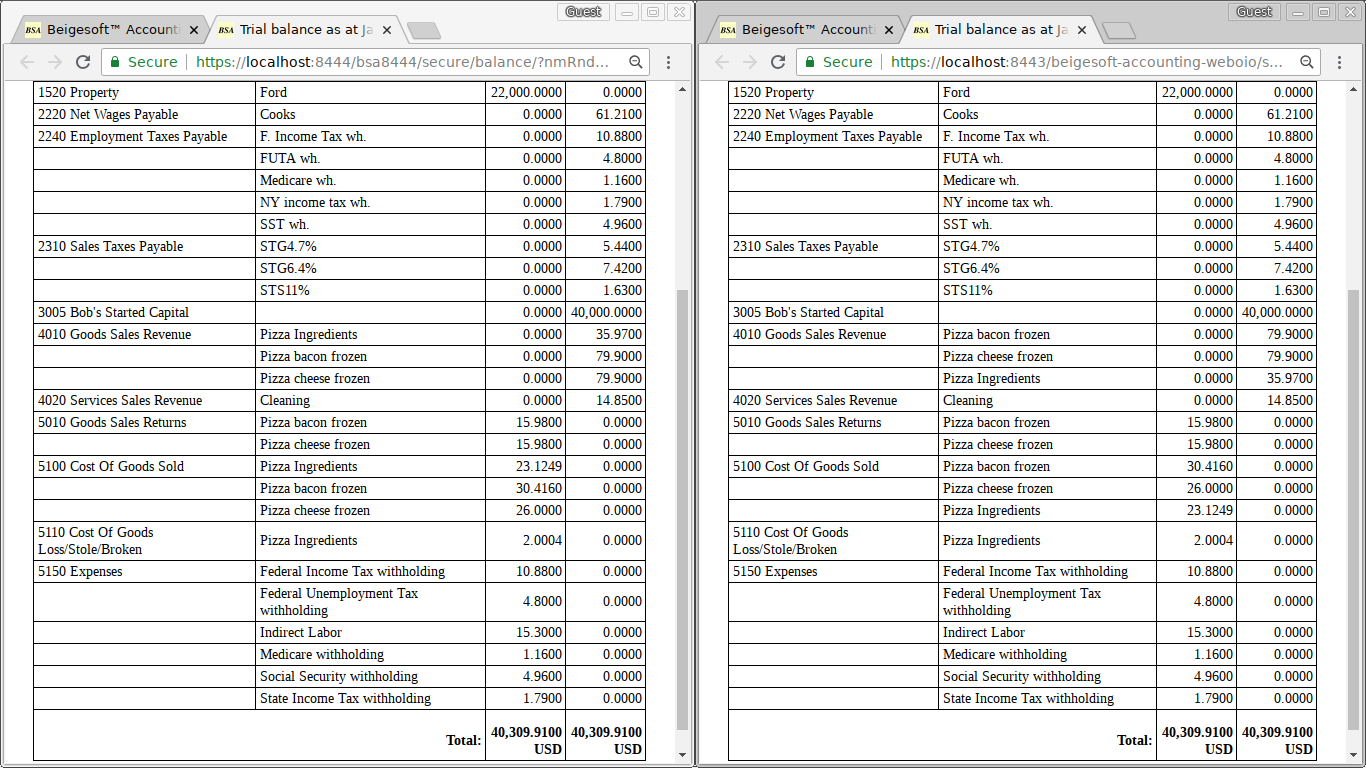 Guest
BSA Beigesoft™ Account
BSA Trial balance as at Ja
Secure https://localhost:8444/bsa8444/secure/balance/?nmRnd...
1520 Property Ford 22,000.0000 0.0000
2220 Net Wages Payable Cooks 0.0000 61.2100
2240 Employment Taxes Payable F. Income Tax wh. 0.0000 10.8800
FUTA wh. 0.0000 4.8000
Medicare wh. 0.0000 1.1600
NY income tax wh. 0.0000 1.7900
SST wh. 0.0000 4.9600
2310 Sales Taxes Payable STG4.7% 0.0000 5.4400
STG6.4% 0.0000 7.4200
STS11% 0.0000 1.6300
3005 Bob's Started Capital 0.0000 40,000.0000
4010 Goods Sales Revenue Pizza Ingredients 0.0000 35.9700
Pizza bacon frozen 0.0000 79.9000
Pizza cheese frozen 0.0000 79.9000
4020 Services Sales Revenue Cleaning 0.0000 14.8500
5010 Goods Sales Returns Pizza bacon frozen 15.9800 0.0000
Pizza cheese frozen 15.9800 0.0000
5100 Cost Of Goods Sold Pizza Ingredients 23.1249 0.0000
Pizza bacon frozen 30.4160 0.0000
Pizza cheese frozen 26.0000 0.0000
5110 Cost Of Goods
Loss/Stole/Broken Pizza Ingredients 2.0004 0.0000
5150 Expenses Federal Income Tax withholding 10.8800 0.0000
Federal Unemployment Tax
withholding 4.8000 0.0000
Indirect Labor 15.3000 0.0000
Medicare withholding 1.1600 0.0000
Social Security withholding 4.9600 0.0000
State Income Tax withholding 1.7900 0.0000
Total: 40,309.9100 40,309.9100
USD USD
Guest
BSA Beigesoft™ Account
BSA Trial balance as at Ja
Secure https://localhost:8443/beigesoft-accounting-weboio/s...
1520 Property Ford 22,000.0000 0.0000
2220 Net Wages Payable Cooks 0.0000 61.2100
2240 Employment Taxes Payable F. Income Tax wh. 0.0000 10.8800
FUTA wh. 0.0000 4.8000
Medicare wh. 0.0000 1.1600
NY income tax wh. 0.0000 1.7900
SST wh. 0.0000 4.9600
2310 Sales Taxes Payable STG4.7% 0.0000 5.4400
STG6.4% 0.0000 7.4200
STS11% 0.0000 1.6300
3005 Bob's Started Capital 0.0000 40,000.0000
4010 Goods Sales Revenue Pizza bacon frozen 0.0000 79.9000
Pizza cheese frozen 0.0000 79.9000
Pizza Ingredients 0.0000 35.9700
4020 Services Sales Revenue Cleaning 0.0000 14.8500
5010 Goods Sales Returns Pizza bacon frozen 15.9800 0.0000
Pizza cheese frozen 15.9800 0.0000
5100 Cost Of Goods Sold Pizza bacon frozen 30.4160 0.0000
Pizza cheese frozen 26.0000 0.0000
Pizza Ingredients 23.1249 0.0000
5110 Cost Of Goods
Loss/Stole/Broken Pizza Ingredients 2.0004 0.0000
5150 Expenses Federal Income Tax withholding 10.8800 0.0000
Federal Unemployment Tax
withholding 4.8000 0.0000
Indirect Labor 15.3000 0.0000
Medicare withholding 1.1600 0.0000
Social Security withholding 4.9600 0.0000
State Income Tax withholding 1.7900 0.0000
Total: 40,309.9100 40,309.9100
USD USD